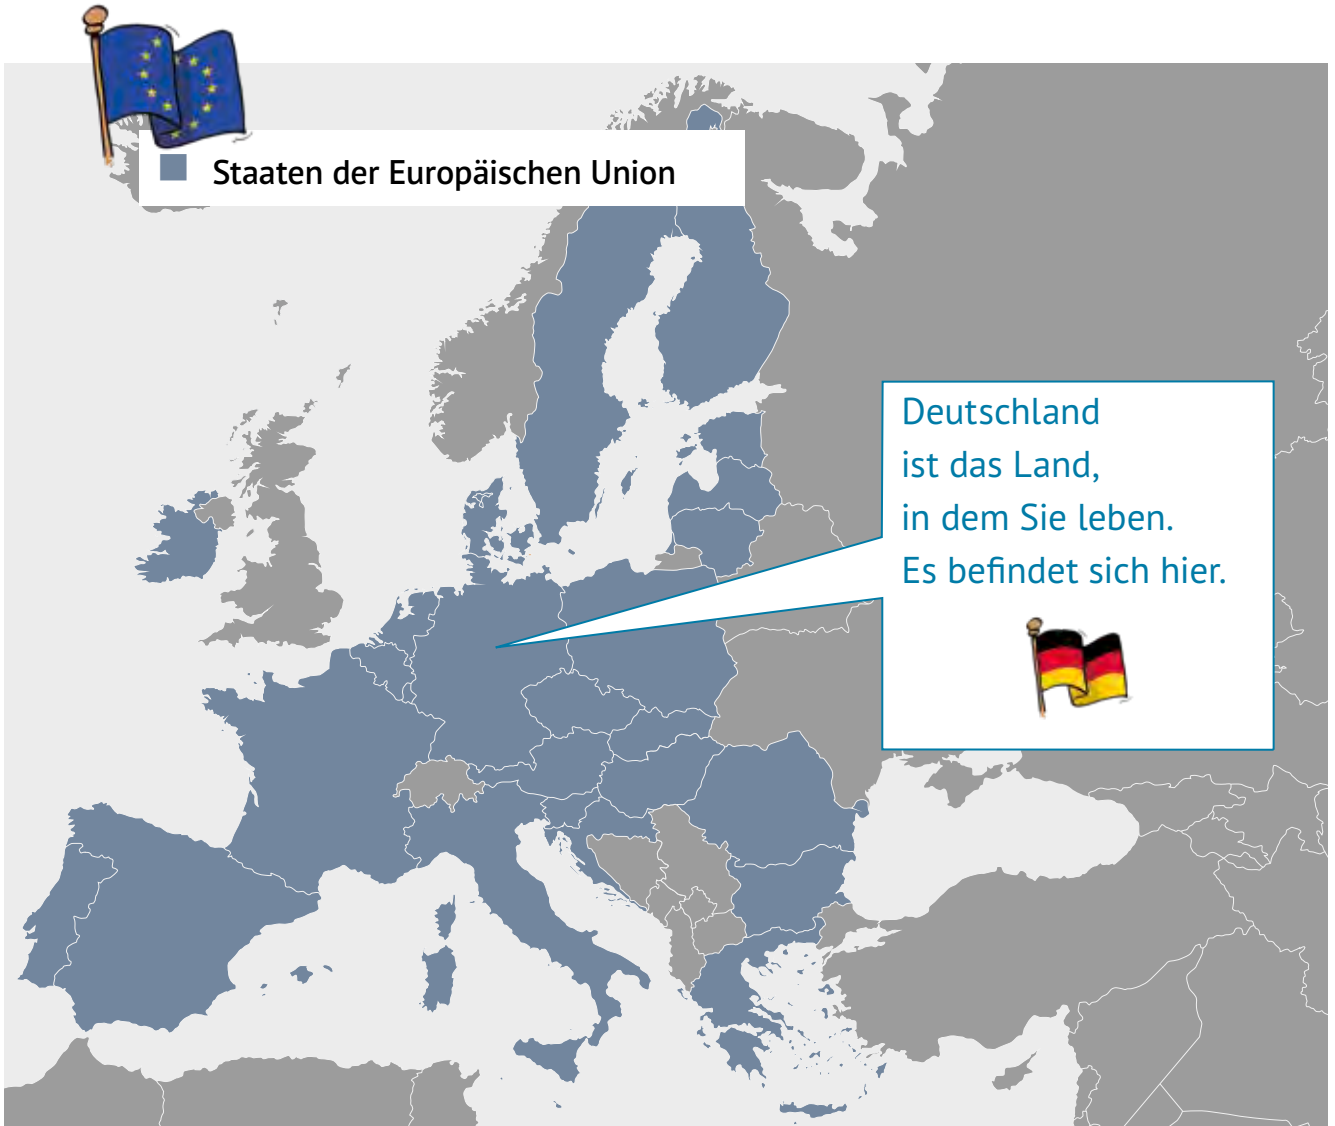 Staaten der Europäischen Union
Deutschland
ist das Land,
in dem Sie leben.
Es befindet sich hier.